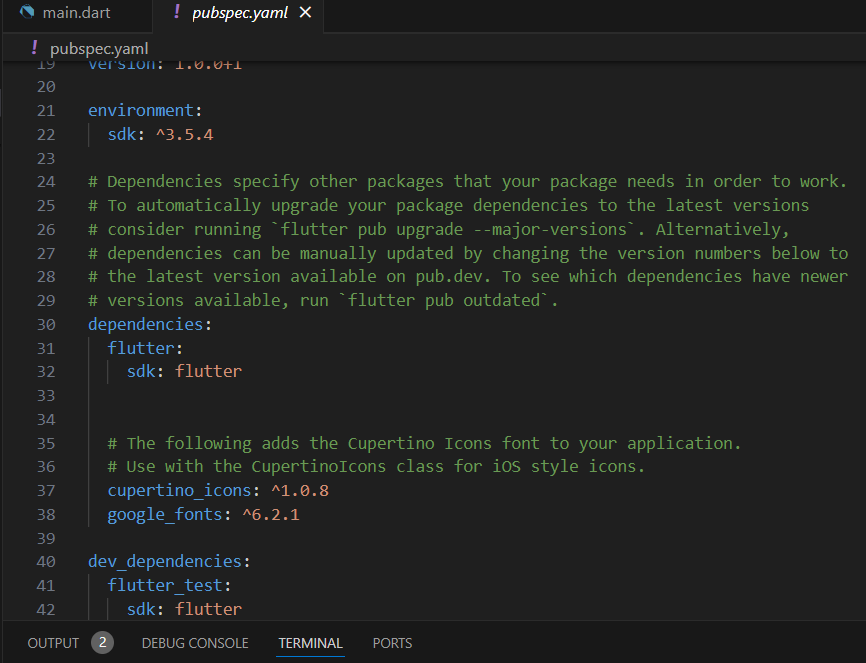 main.dart
! pubspec.yaml ×
! pubspec.yaml
19 version: 1.0.0+1
20
21 environment:
22 sdk: ^3.5.4
23
24 # Dependencies specify other packages that your package needs in order to work.
25 # To automatically upgrade your package dependencies to the latest versions
26 # consider running `flutter pub upgrade --major-versions`. Alternatively,
27 # dependencies can be manually updated by changing the version numbers below to
28 # the latest version available on pub.dev. To see which dependencies have newer
29 # versions available, run `flutter pub outdated`.
30 dependencies:
31 flutter:
32 sdk: flutter
33
34
35 # The following adds the Cupertino Icons font to your application.
36 # Use with the CupertinoIcons class for iOS style icons.
37 cupertino_icons: ^1.0.8
38 google_fonts: ^6.2.1
39
40 dev_dependencies:
41 flutter_test:
42 sdk: flutter
OUTPUT 2 DEBUG CONSOLE TERMINAL PORTS